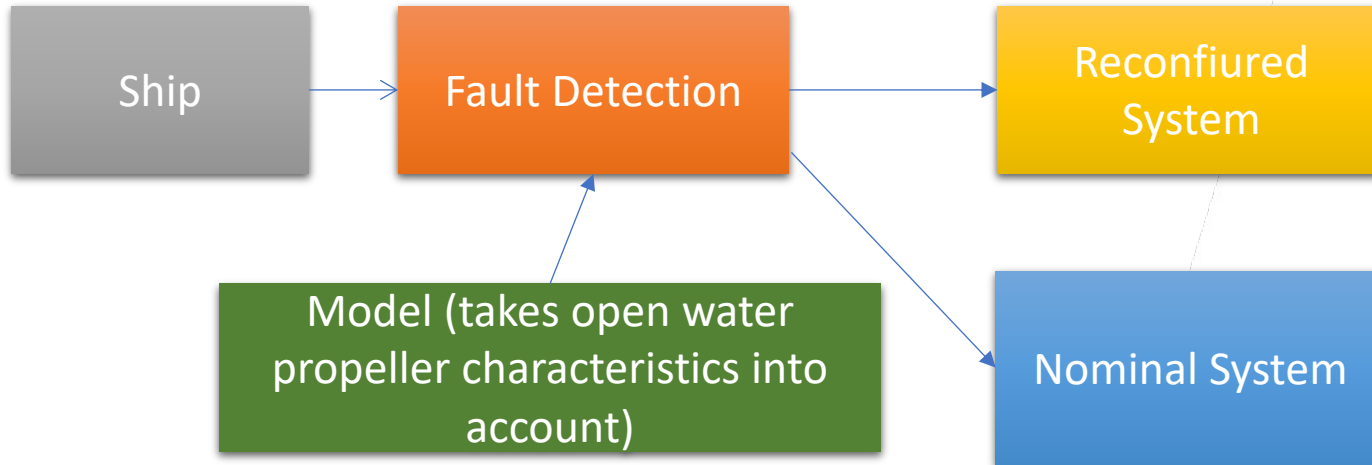 Ship
Fault Detection
Reconfiured
System
Model (takes open water
propeller characteristics into
account)
Nominal System